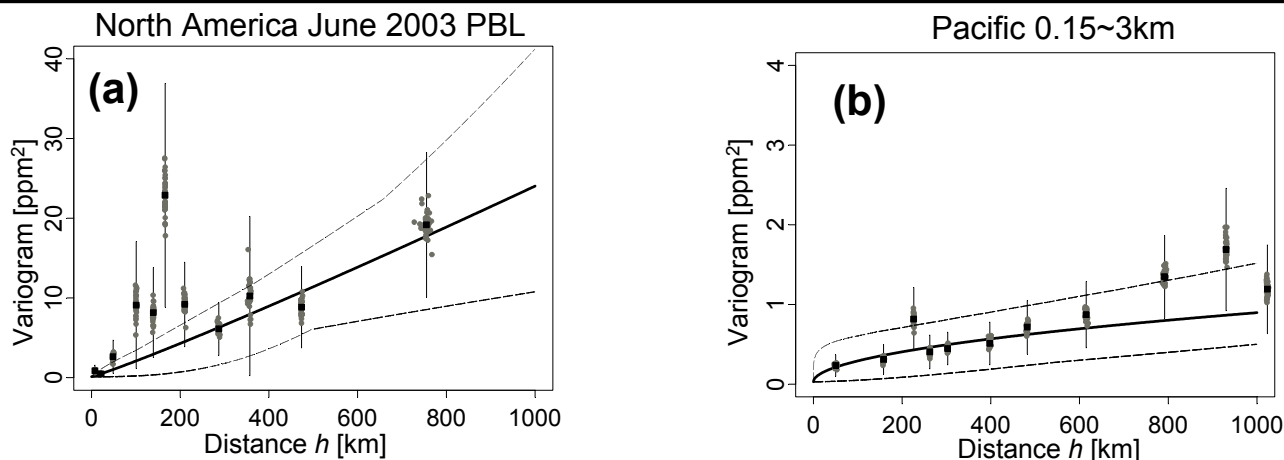 North America June 2003 PBL
(a)
Variogram [ppm²]
40
30
20
10
0
0 200 400 600 800 1000
Distance h [km]
Pacific 0.15~3km
(b)
Variogram [ppm²]
4
3
2
1
0
0 200 400 600 800 1000
Distance h [km]